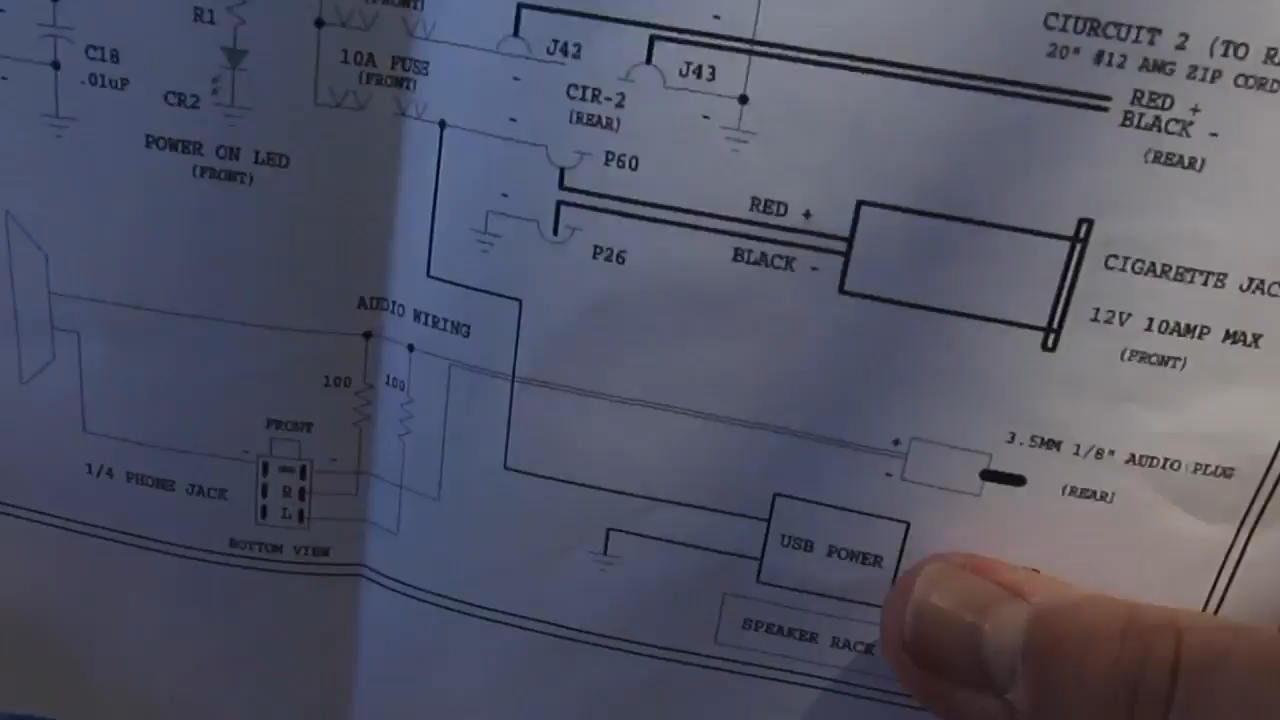 R1
C18
.01uP
CR2
POWER ON LED
(FRONT)
(FRONT)
10A FUSE
(FRONT)
J42
J43
CIR-2
(REAR)
CIURCUIT 2 (TO
20" #12 AWG ZIP CORD
RED +
BLACK -
(REAR)
P60
P26
RED +
BLACK -
CIGARETTE
12V 10AMP MAX
(FRONT)
AUDIO WIRING
100
100
FRONT
1/4 PHONE JACK
R
L
BOTTOM VIEW
+
-
3.5MM 1/8" AUDIO PLUG
(REAR)
USB POWER
SPEAKER RACK